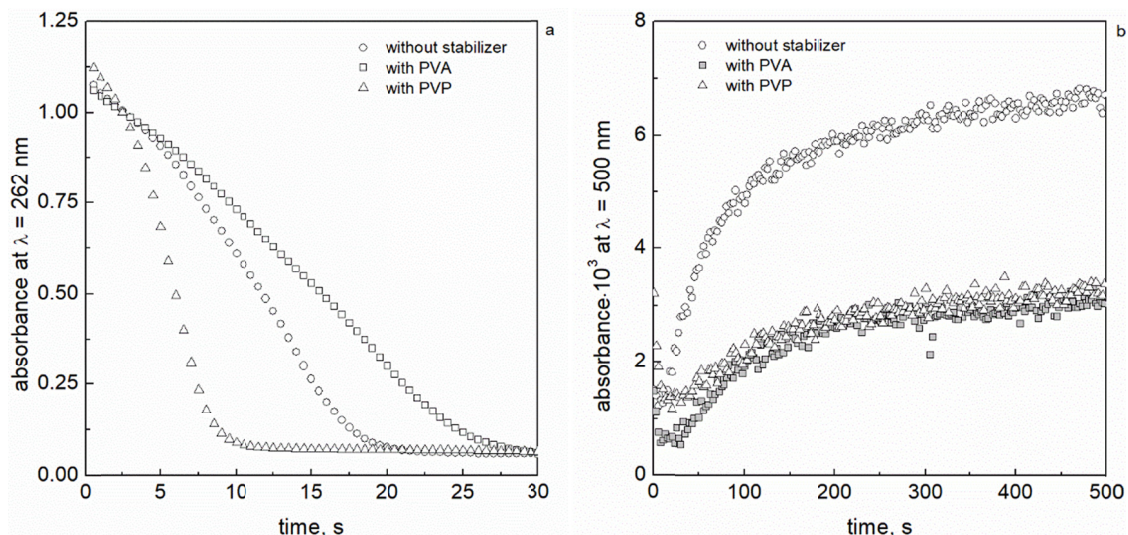 a
1.25
1.00
0.75
0.50
0.25
0.00
absorbance at λ = 262 nm
without stabilizer
with PVA
with PVP
0 5 10 15 20 25 30
time, s
b
8
6
4
2
0
absorbance·10³ at λ = 500 nm
without stabiizer
with PVA
with PVP
0 100 200 300 400 500
time, s